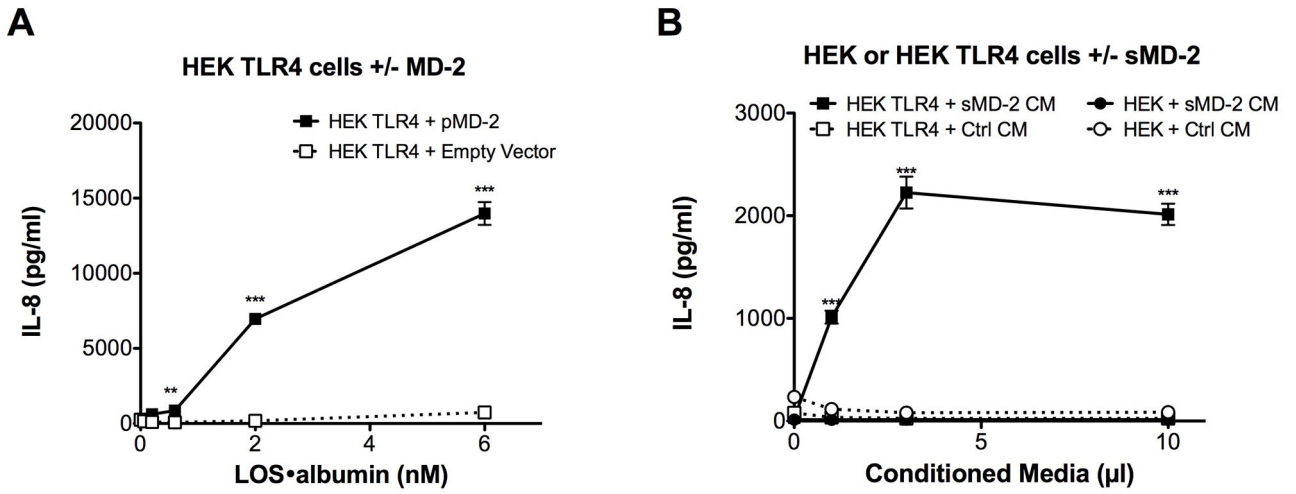 A
HEK TLR4 cells +/- MD-2
HEK TLR4 + pMD-2
HEK TLR4 + Empty Vector
20000
15000
10000
5000
0
IL-8 (pg/ml)
**
***
***
0
2
4
6
LOS•albumin (nM)
B
HEK or HEK TLR4 cells +/- sMD-2
HEK TLR4 + sMD-2 CM
HEK + sMD-2 CM
HEK TLR4 + Ctrl CM
HEK + Ctrl CM
3000
2000
1000
0
IL-8 (pg/ml)
***
***
***
0
5
10
Conditioned Media (μl)